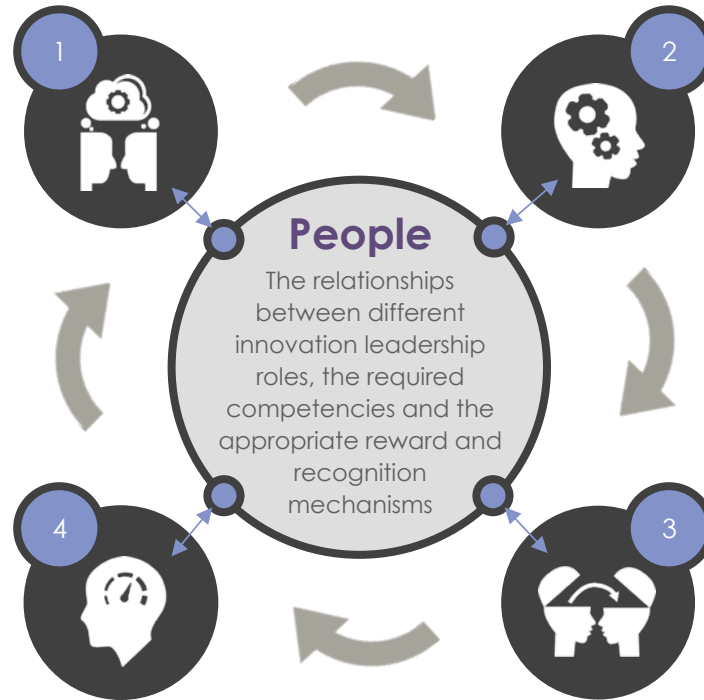 1
2
People
The relationships
between different
innovation leadership
roles, the required
competencies and the
appropriate reward and
recognition
mechanisms
4
3